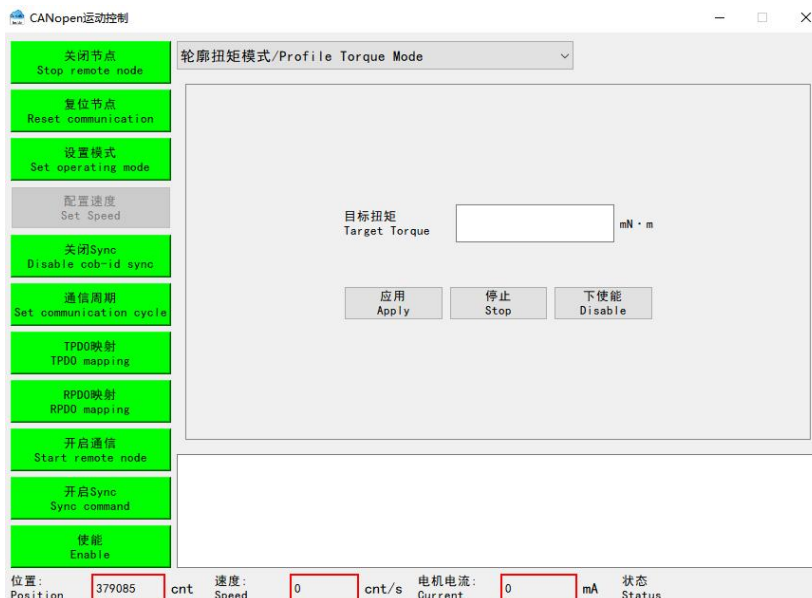 CANopen运动控制
关闭节点
Stop remote node
轮廓扭矩模式/Profile Torque Mode
复位节点
Reset communication
设置模式
Set operating mode
配置速度
Set Speed
关闭Sync
Disable cob-id sync
通信周期
Set communication cycle
TPDO映射
TPDO mapping
RPDO映射
RPDO mapping
开启通信
Start remote node
开启Sync
Sync command
使能
Enable
目标扭矩
Target Torque
mN·m
应用
Apply
停止
Stop
下使能
Disable
位置:
Position
379085
cnt
速度:
Speed
0
cnt/s
电机电流:
Current
0
mA
状态
Status